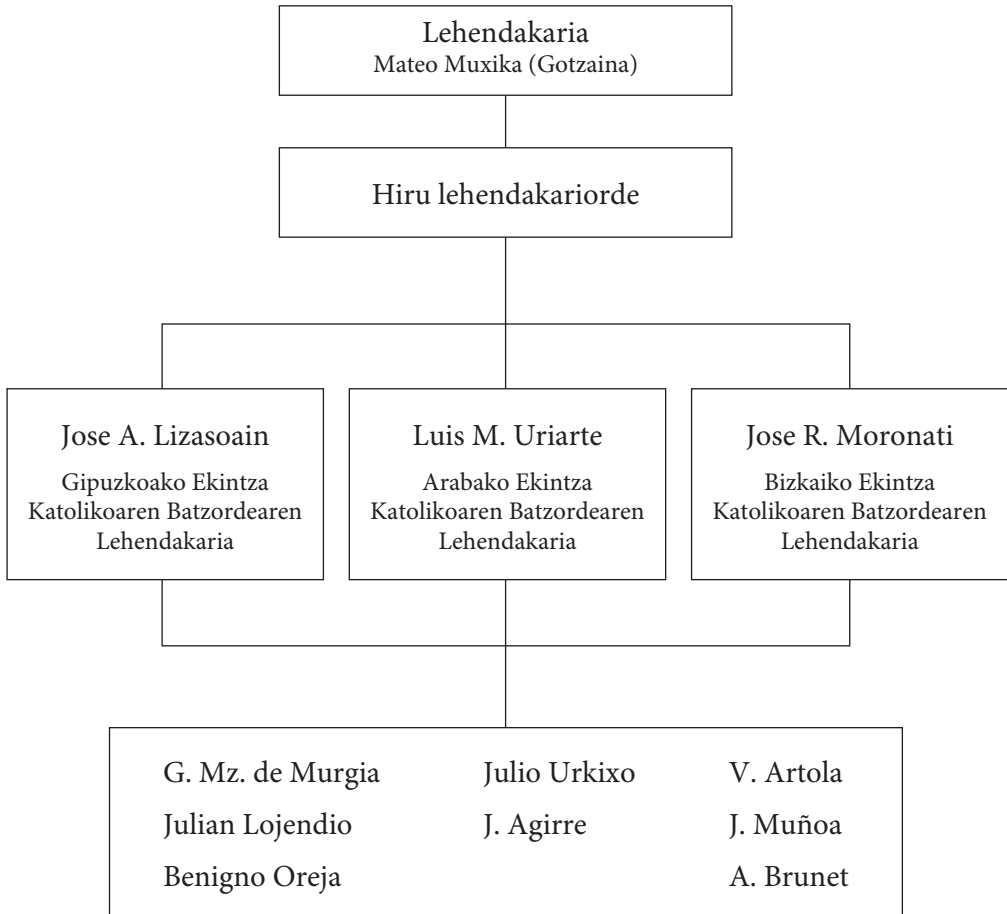 Lehendakaria
Mateo Muxika (Gotzaina)
Hiru lehendakariorde
Jose A. Lizasoain
Gipuzkoako Ekintza
Katolikoaren Batzordearen
Lehendakaria
Luis M. Uriarte
Arabako Ekintza
Katolikoaren Batzordearen
Lehendakaria
Jose R. Moronati
Bizkaiko Ekintza
Katolikoaren Batzordearen
Lehendakaria
G. Mz. de Murgia
Julian Lojendio
Benigno Oreja
Julio Urkixo
J. Agirre
V. Artola
J. Muñoa
A. Brunet